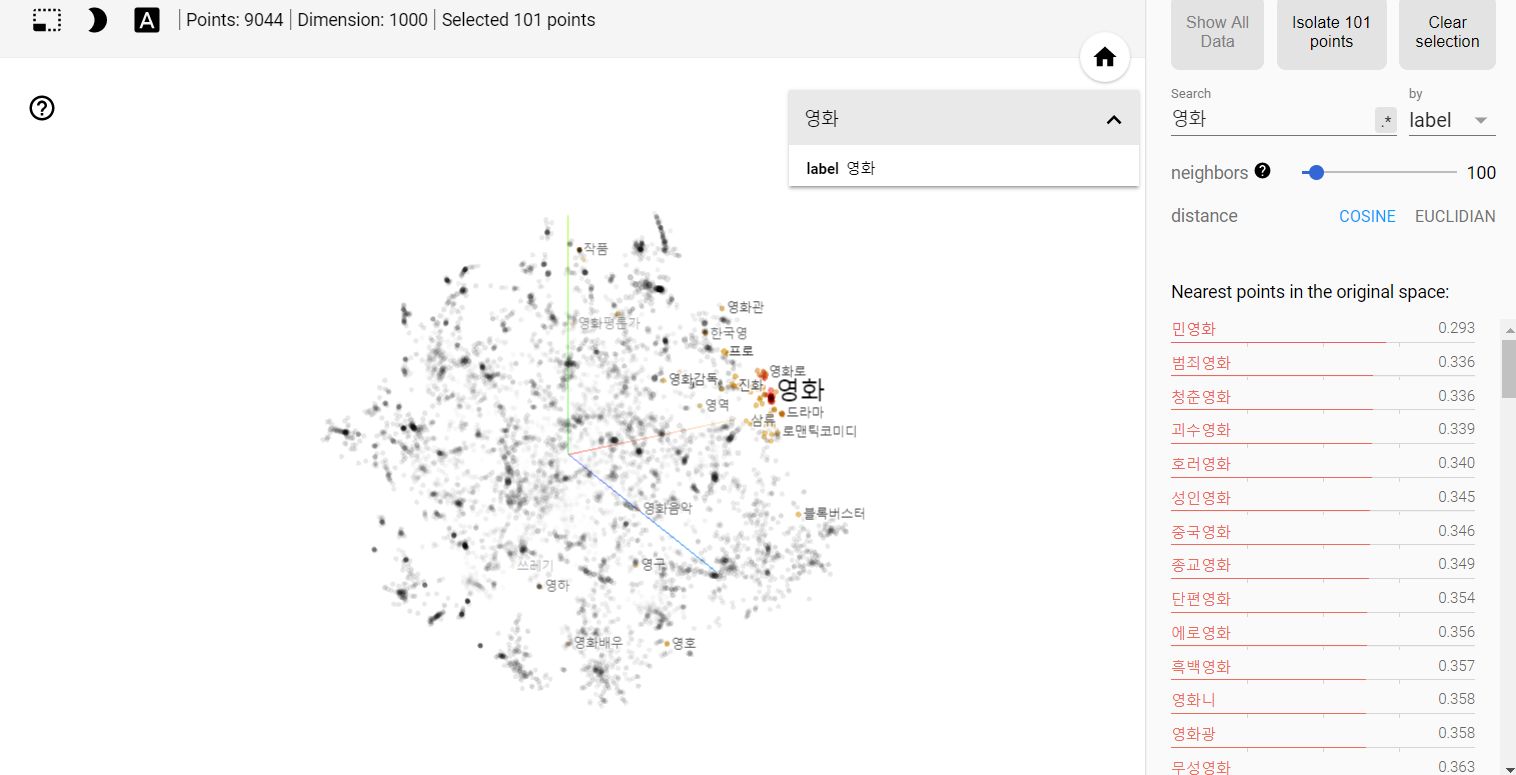 A
Points: 9044 | Dimension: 1000 | Selected 101 points
Show All Data
Isolate 101 points
Clear selection
영화
label 영화
Search
영화
.*
by
label
neighbors
100
distance
COSINE
EUCLIDIAN
Nearest points in the original space:
민영화 0.293
범죄영화 0.336
청춘영화 0.336
괴수영화 0.339
호러영화 0.340
성인영화 0.345
중국영화 0.346
종교영화 0.349
단편영화 0.354
에로영화 0.356
흑백영화 0.357
영화니 0.358
영화광 0.358
무성영화 0.363
작품
영화관
영화평론가
한국영
프로
영화로
영화감독
진화
영화
영역
드라마
삼류
로맨틱코미디
영화음악
블록버스터
쓰레기
영구
영하
영화배우
영호